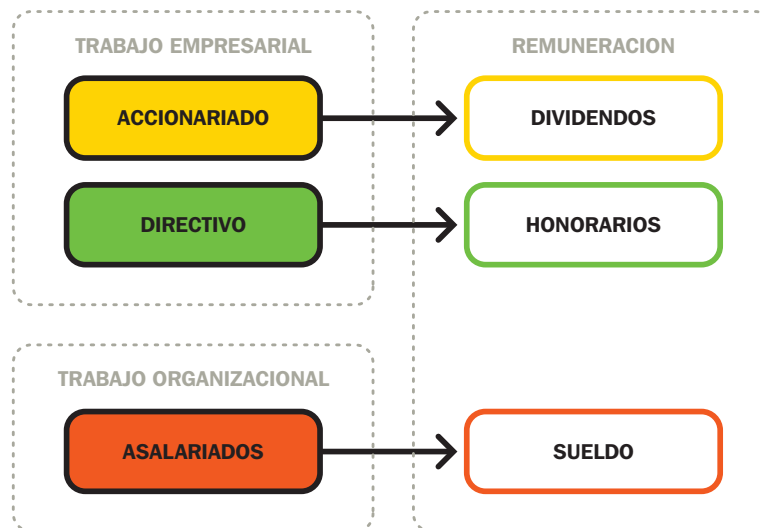 TRABAJO EMPRESARIAL
REMUNERACION
ACCIONARIADO
DIVIDENDOS
DIRECTIVO
HONORARIOS
TRABAJO ORGANIZACIONAL
ASALARIADOS
SUELDO